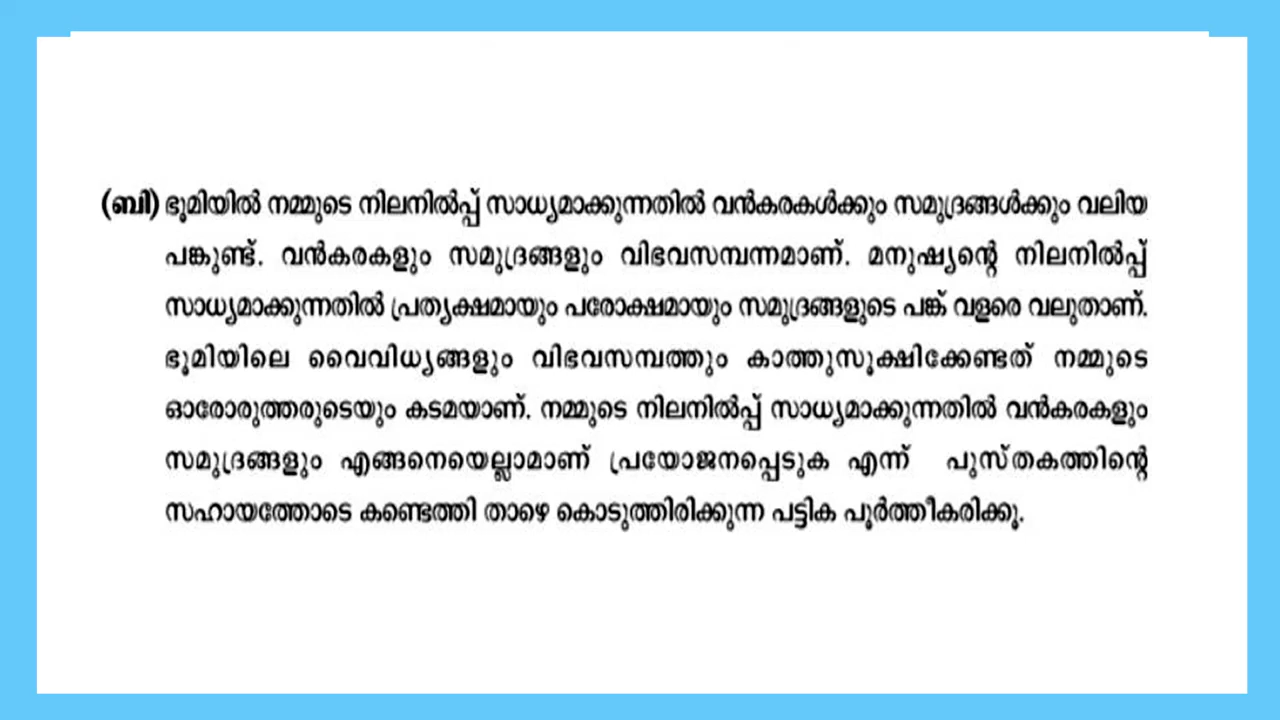 (ബി) ഭൂമിയിൽ നമ്മുടെ നിലനിൽപ്പ് സാധ്യമാക്കുന്നതിൽ വൻകരകൾക്കും സമുദ്രങ്ങൾക്കും വലിയ
പങ്കുണ്ട്. വൻകരകളും സമുദ്രങ്ങളും വിഭവസമ്പന്നമാണ്. മനുഷ്യന്റെ നിലനിൽപ്പ്
സാധ്യമാക്കുന്നതിൽ പ്രത്യക്ഷമായും പരോക്ഷമായും സമുദ്രങ്ങളുടെ പങ്ക് വളരെ വലുതാണ്.
ഭൂമിയിലെ വൈവിധ്യങ്ങളും വിഭവസമ്പത്തും കാത്തുസൂക്ഷിക്കേണ്ടത് നമ്മുടെ
ഓരോരുത്തരുടെയും കടമയാണ്. നമ്മുടെ നിലനിൽപ്പ് സാധ്യമാക്കുന്നതിൽ വൻകരകളും
സമുദ്രങ്ങളും എങ്ങനെയെല്ലാമാണ് പ്രയോജനപ്പെടുക എന്ന് പുസ്തകത്തിന്റെ
സഹായത്തോടെ കണ്ടെത്തി താഴെ കൊടുത്തിരിക്കുന്ന പട്ടിക പൂർത്തീകരിക്കൂ.